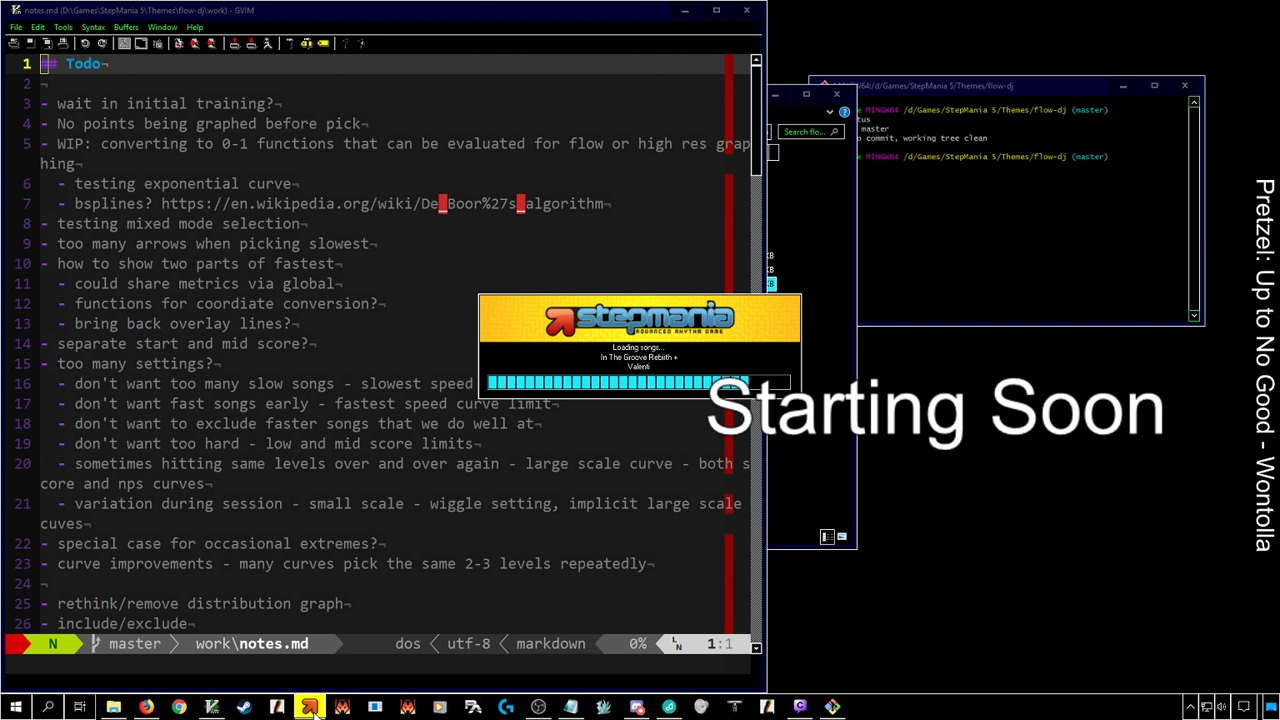 notes.md (D:\Games\StepMania 5\Themes\flow-dj\work) - GVIM
File Edit Tools Syntax Buffers Window Help
1 ## Todo¬
2 ¬
3 - wait in initial training?¬
4 - No points being graphed before pick¬
5 - WIP: converting to 0-1 functions that can be evaluated for flow or high res grap
hing¬
6 - testing exponential curve¬
7 - bsplines? https://en.wikipedia.org/wiki/De_Boor%27s_algorithm¬
8 - testing mixed mode selection¬
9 - too many arrows when picking slowest¬
10 - how to show two parts of fastest¬
11 - could share metrics via global¬
12 - functions for coordiate conversion?¬
13 - bring back overlay lines?¬
14 - separate start and mid score?¬
15 - too many settings?¬
16 - don't want too many slow songs - slowest speed
17 - don't want fast songs early - fastest speed curve limit¬
18 - don't want to exclude faster songs that we do well at¬
19 - don't want too hard - low and mid score limits¬
20 - sometimes hitting same levels over and over again - large scale curve - both s
core and nps curves¬
21 - variation during session - small scale - wiggle setting, implicit large scale
cuves¬
22 - special case for occasional extremes?¬
23 - curve improvements - many curves pick the same 2-3 levels repeatedly¬
24 ¬
25 - rethink/remove distribution graph¬
26 - include/exclude¬
N master work\notes.md dos utf-8 markdown 0% LN 1:1
stepmania
ADVANCED RHYTHM GAME
Loading songs...
In The Groove Rebirth +
Valenti
Search flo...
KB
KB
KB
MINGW64:/d/Games/StepMania 5/Themes/flow-dj
e MINGW64 /d/Games/StepMania 5/Themes/flow-dj (master)
tus
master
o commit, working tree clean
e MINGW64 /d/Games/StepMania 5/Themes/flow-dj (master)
Starting Soon
Pretzel: Up to No Good - Wontolla